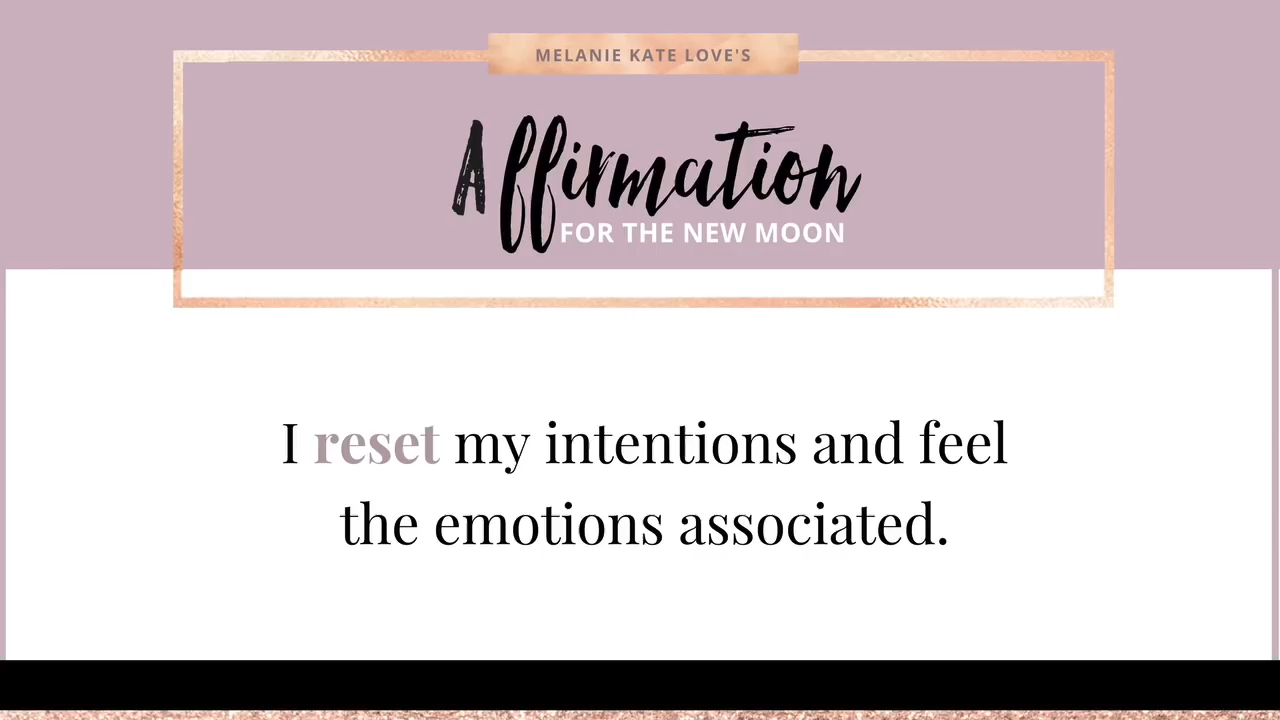 MELANIE KATE LOVE'S
Affirmation
FOR THE NEW MOON
I reset my intentions and feel
the emotions associated.